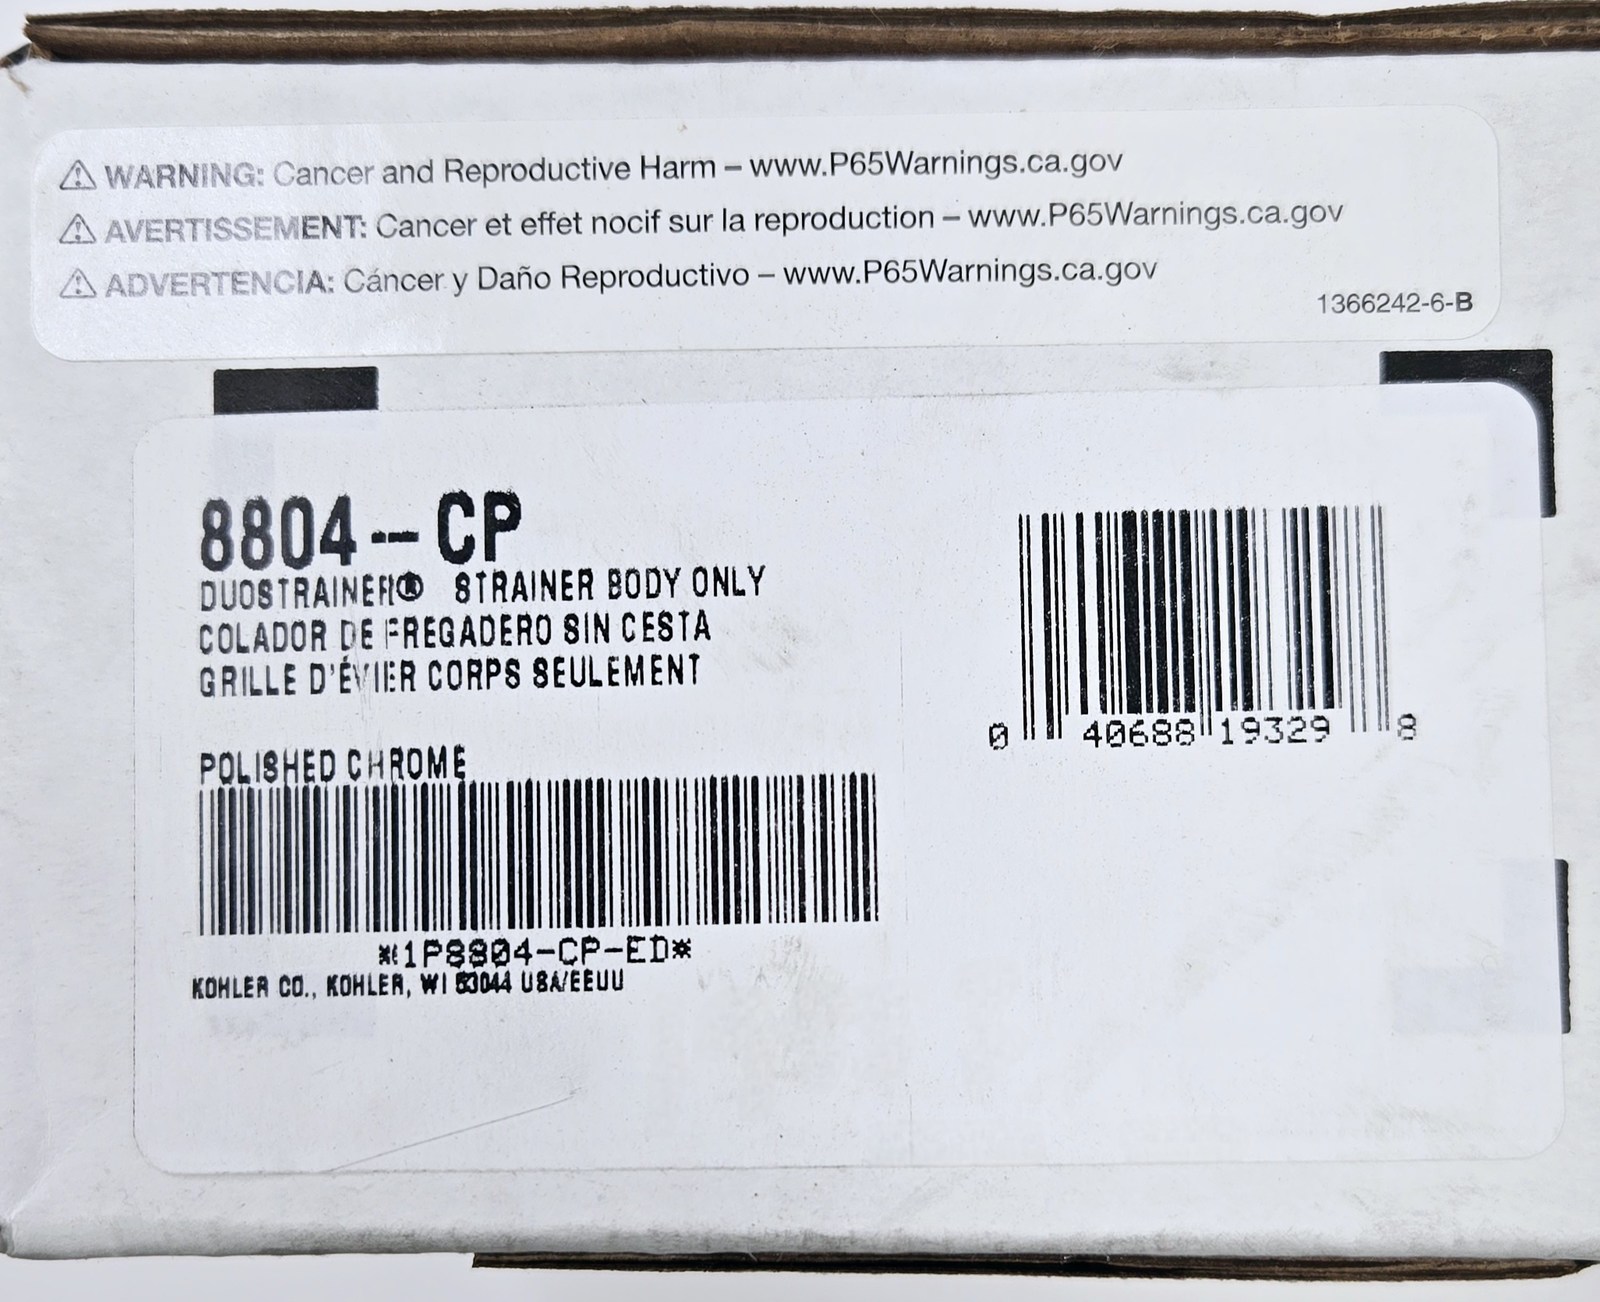 ⚠ WARNING: Cancer and Reproductive Harm – www.P65Warnings.ca.gov
⚠ AVERTISSEMENT: Cancer et effet nocif sur la reproduction – www.P65Warnings.ca.gov
⚠ ADVERTENCIA: Cáncer y Daño Reproductivo – www.P65Warnings.ca.gov
1366242-6-B
8804-CP
DUOSTRAINER® STRAINER BODY ONLY
COLADOR DE FREGADERO SIN CESTA
GRILLE D'ÉVIER CORPS SEULEMENT
0 40688 19329 8
POLISHED CHROME
*(1P8804-CP-ED*
KOHLER CO., KOHLER, WI 53044 USA/EEUU